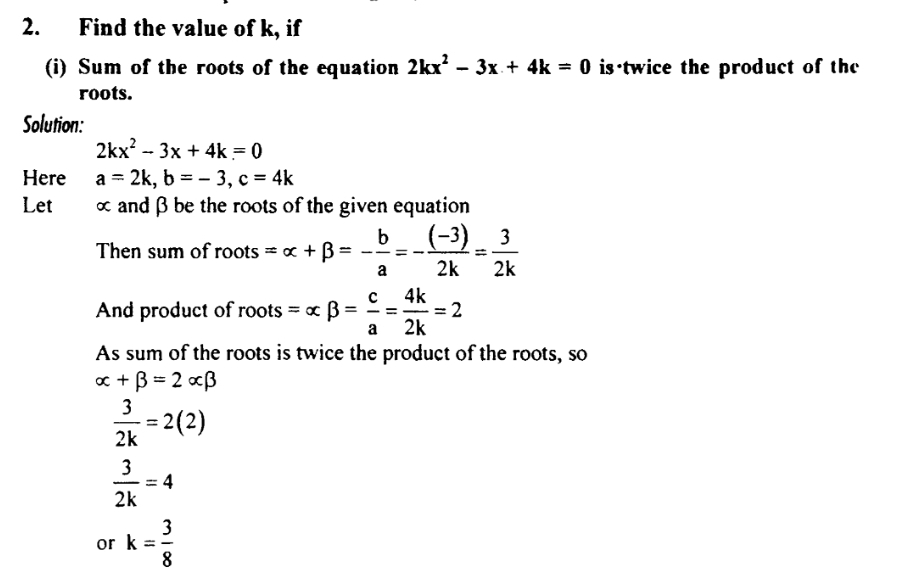 2. Find the value of k, if
(i) Sum of the roots of the equation 2kx² – 3x + 4k = 0 is twice the product of the
roots.
Solution:
2kx² – 3x + 4k = 0
Here a = 2k, b = – 3, c = 4k
Let ∝ and β be the roots of the given equation
Then sum of roots = ∝ + β = –b/a = –(–3)/2k = 3/2k
And product of roots = ∝ β = c/a = 4k/2k = 2
As sum of the roots is twice the product of the roots, so
∝ + β = 2 ∝β
3/2k = 2(2)
3/2k = 4
or k = 3/8